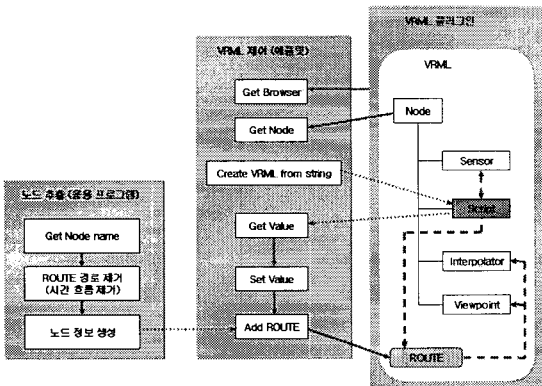 노드 추출 (응용 프로그램)
Get Node name
ROUTE 경로 제거
(시간 흐름 제거)
노드 정보 생성
VRML 제어 (애플릿)
Get Browser
Get Node
Create VRML from string
Get Value
Set Value
Add ROUTE
VRML 플러그인
VRML
Node
Sensor
Script
Interpolator
Viewpoint
ROUTE